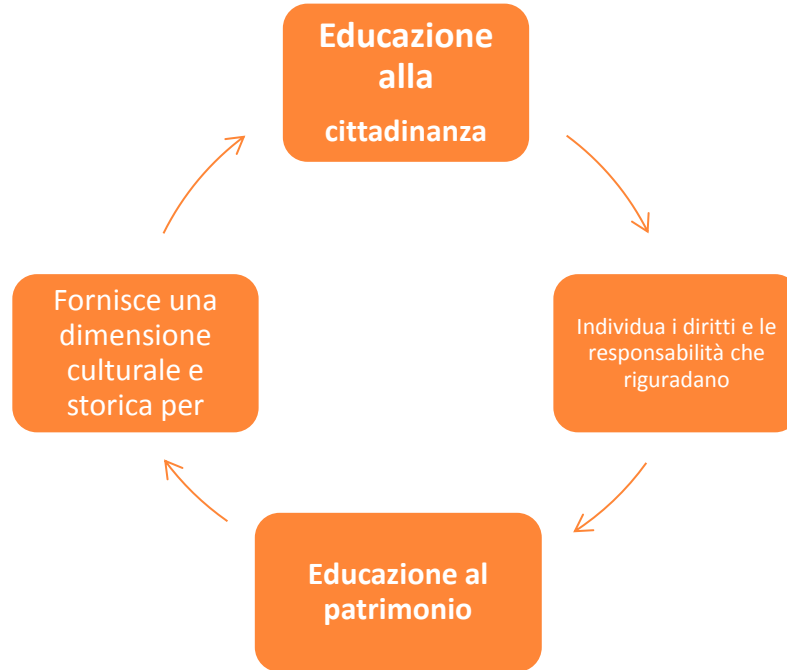 Educazione
alla
cittadinanza
Individua i diritti e le
responsabilità che
riguradano
Educazione al
patrimonio
Fornisce una
dimensione
culturale e
storica per